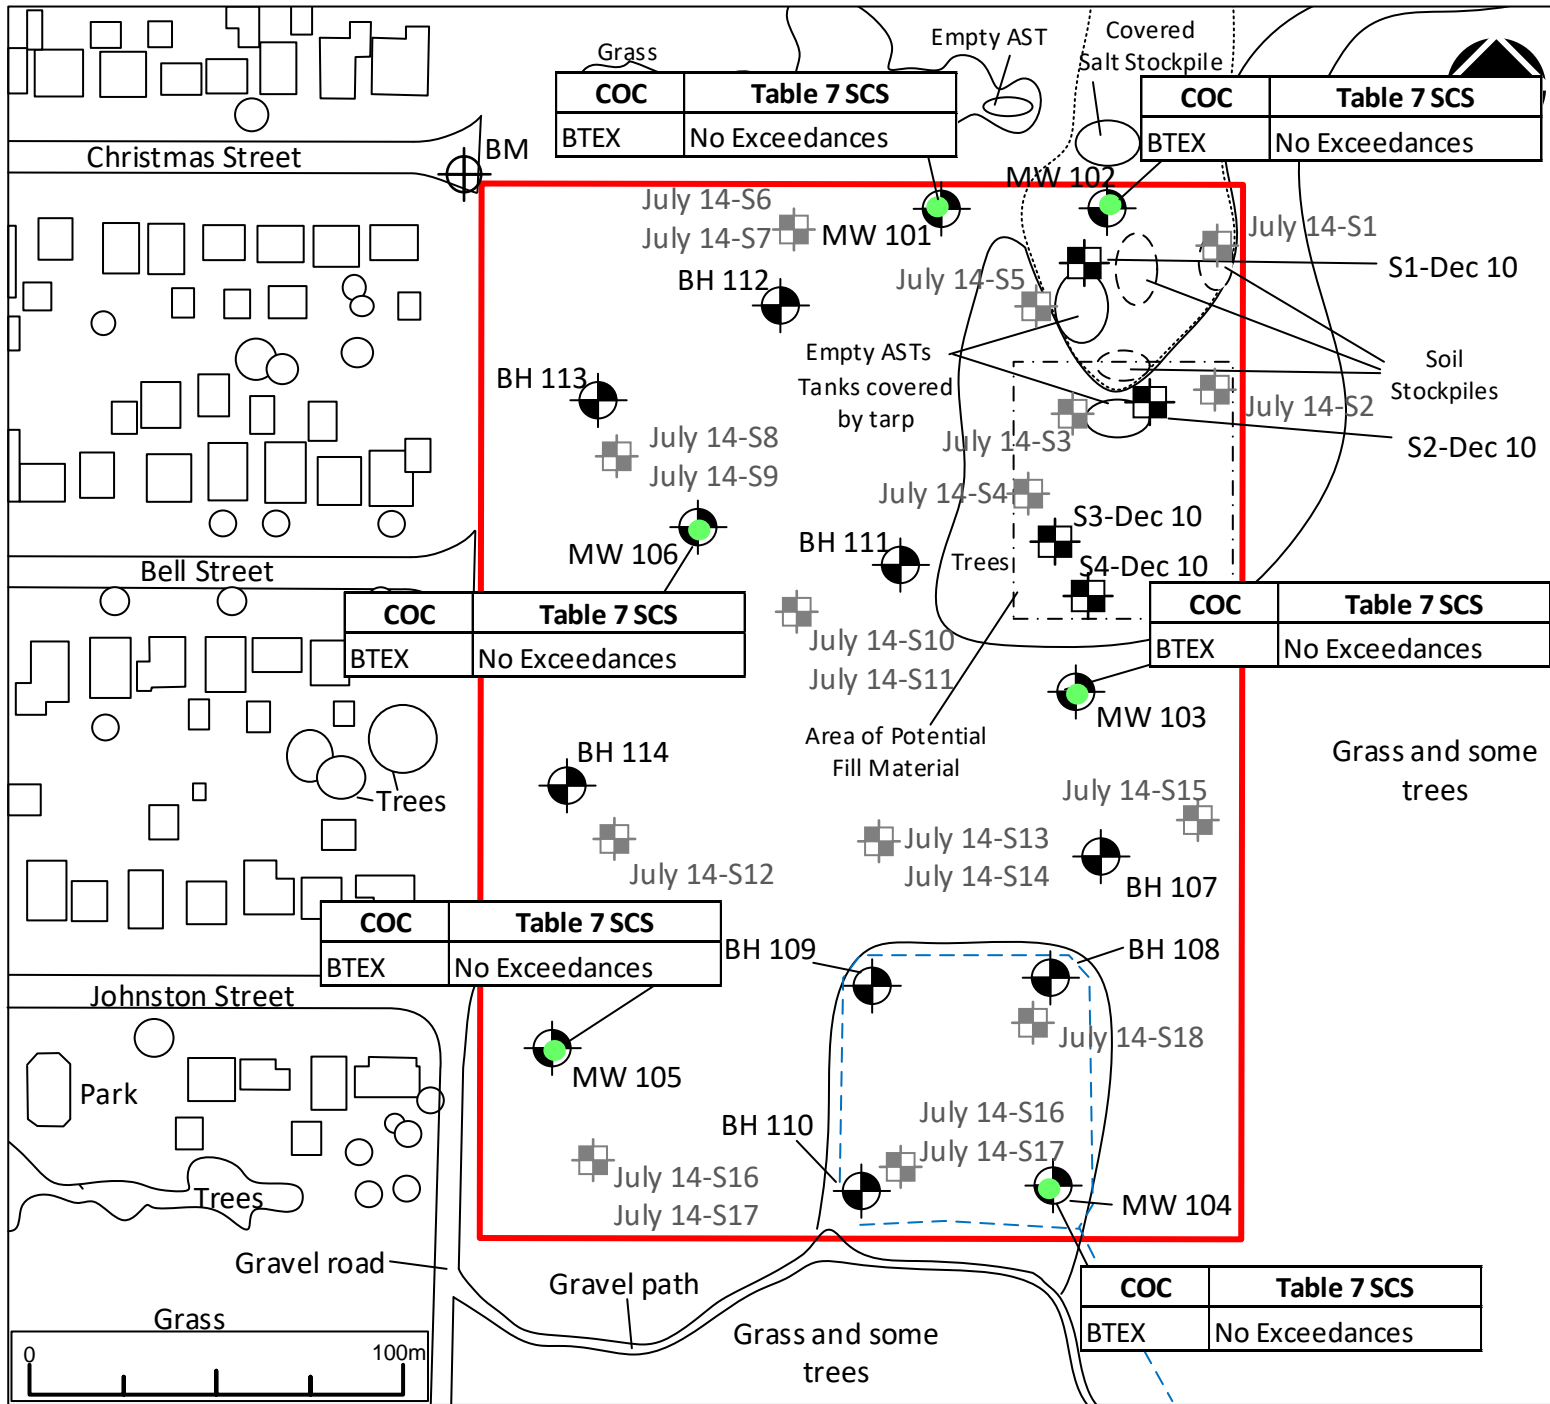 Covered
Salt Stockpile
Empty AST
Grass
COC Table 7 SCS
BTEX No Exceedances
COC Table 7 SCS
BTEX No Exceedances
Christmas Street
BM
MW 102
July 14-S6
July 14-S7
MW 101
July 14-S1
S1-Dec 10
BH 112
July 14-S5
Empty ASTs
Tanks covered
by tarp
Soil
Stockpiles
BH 113
July 14-S2
July 14-S3
S2-Dec 10
July 14-S8
July 14-S9
July 14-S4
S3-Dec 10
MW 106
BH 111
Trees
S4-Dec 10
Bell Street
COC Table 7 SCS
BTEX No Exceedances
COC Table 7 SCS
BTEX No Exceedances
July 14-S10
July 14-S11
MW 103
Area of Potential
Fill Material
Grass and some
trees
BH 114
Trees
July 14-S15
July 14-S13
July 14-S14
July 14-S12
BH 107
COC Table 7 SCS
BTEX No Exceedances
BH 109
BH 108
Johnston Street
July 14-S18
MW 105
Park
July 14-S16
July 14-S17
BH 110
July 14-S16
July 14-S17
Trees
MW 104
Gravel road
Gravel path
COC Table 7 SCS
BTEX No Exceedances
Grass
Grass and some
trees
0 100m